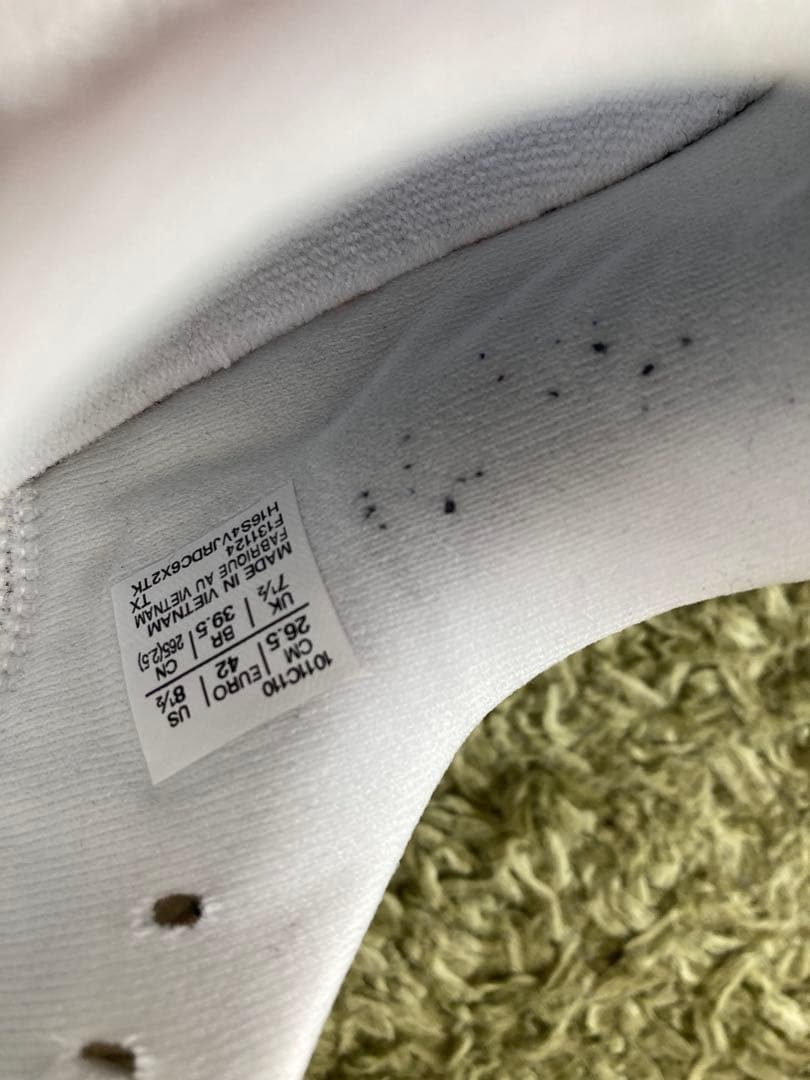 1011C110
CM | EURO | US
26.5 | 42 | 8½
UK | BR | CN
7½ | 39.5 | 265(2.5)
MADE IN VIETNAM
FABRIQUE AU VIETNAM
F131124 TX
H16S4VJRDC6X2TK